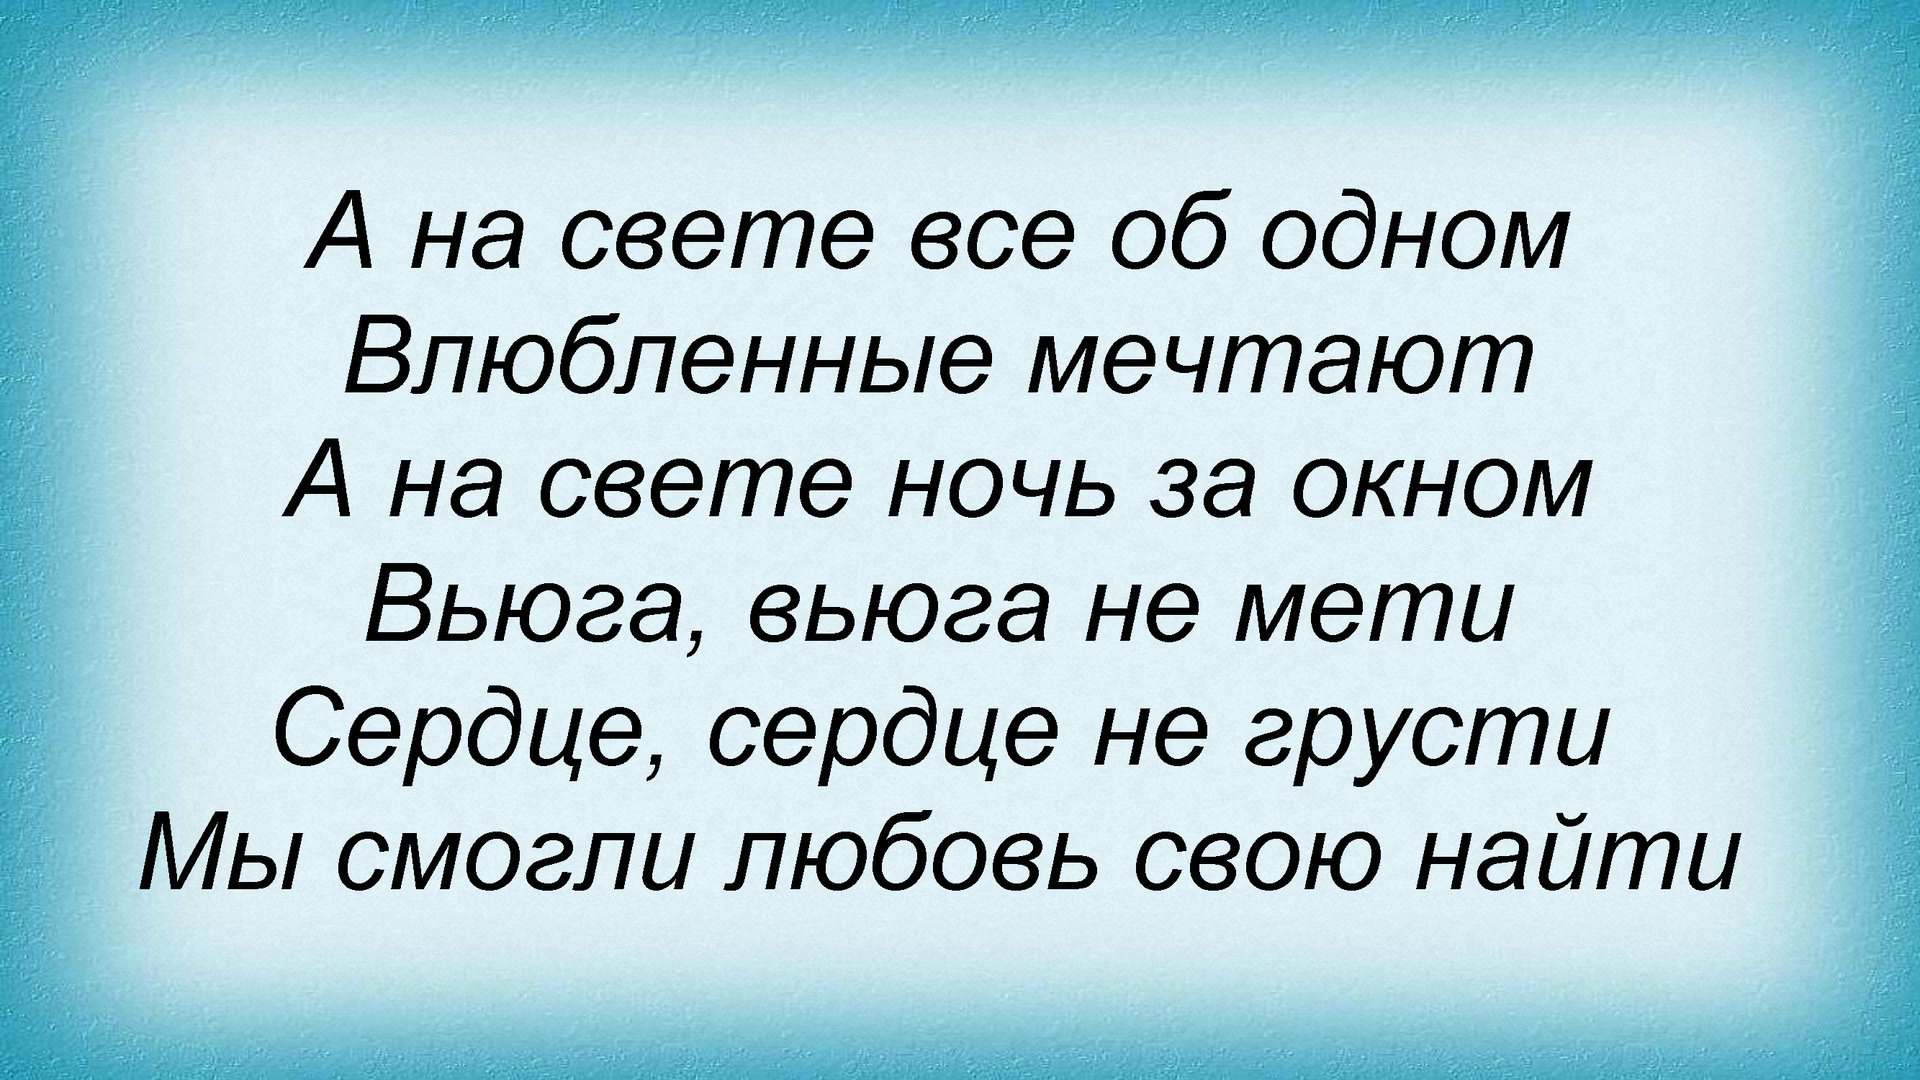 А на свете все об одном
Влюбленные мечтают
А на свете ночь за окном
Вьюга, вьюга не мети
Сердце, сердце не грусти
Мы смогли любовь свою найти